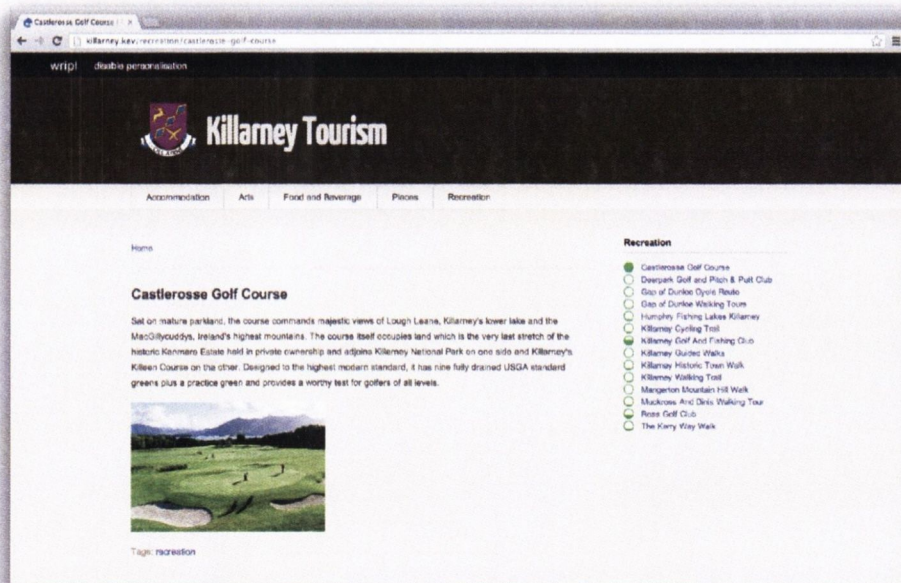 Castlerosse Golf Course
killarney.kev/recreation/castlerosse-golf-course
wripl disable personalisation
Killarney Tourism
Accommodation Arts Food and Beverage Places Recreation
Home
Castlerosse Golf Course
Set on mature parkland, the course commands majestic views of Lough Leane, Killarney's lower lake and the
MacGillycuddys, Ireland's highest mountains. The course itself occupies land which is the very last stretch of the
historic Kenmare Estate held in private ownership and adjoins Killarney National Park on one side and Killarney's
Killeen Course on the other. Designed to the highest modern standard, it has nine fully drained USGA standard
greens plus a practice green and provides a worthy test for golfers of all levels.
Tags: recreation
Recreation
Castlerosse Golf Course
Deerpark Golf and Pitch & Putt Club
Gap of Dunloe Cycle Route
Gap of Dunloe Walking Tours
Humphry Fishing Lakes Killarney
Killarney Cycling Trail
Killarney Golf And Fishing Club
Killarney Guided Walks
Killarney Historic Town Walk
Killarney Walking Trail
Mangerton Mountain Hill Walk
Muckross And Dinis Walking Tour
Ross Golf Club
The Kerry Way Walk